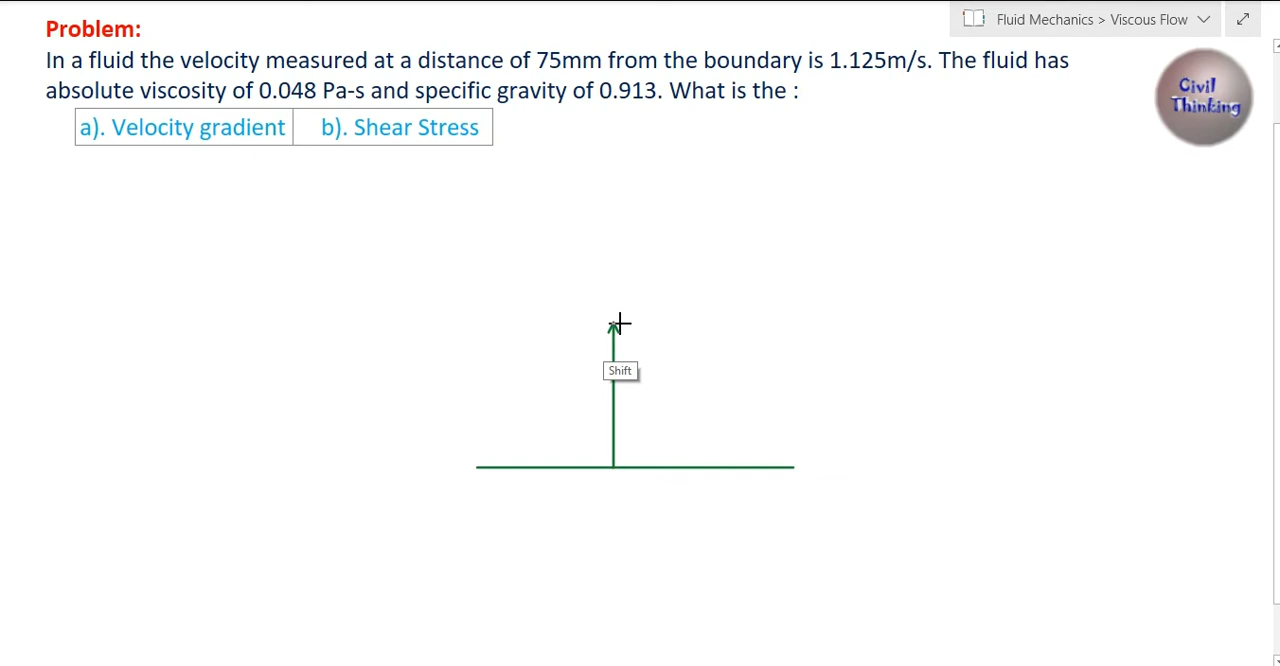 Fluid Mechanics > Viscous Flow
Problem:
In a fluid the velocity measured at a distance of 75mm from the boundary is 1.125m/s. The fluid has
absolute viscosity of 0.048 Pa-s and specific gravity of 0.913. What is the :
a). Velocity gradient b). Shear Stress
Civil
Thinking
Shift